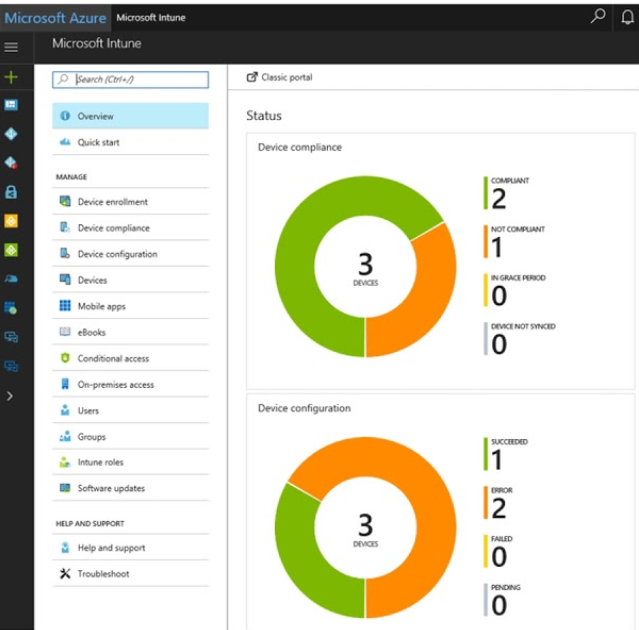 Microsoft Azure Microsoft Intune
Microsoft Intune
Search (Ctrl+/)
Overview
Quick start
MANAGE
Device enrollment
Device compliance
Device configuration
Devices
Mobile apps
eBooks
Conditional access
On-premises access
Users
Groups
Intune roles
Software updates
HELP AND SUPPORT
Help and support
Troubleshoot
Classic portal
Status
Device compliance
3
DEVICES
COMPLIANT
2
NOT COMPLIANT
1
IN GRACE PERIOD
0
DEVICE NOT SYNCED
0
Device configuration
3
DEVICES
SUCCEEDED
1
ERROR
2
FAILED
0
PENDING
0